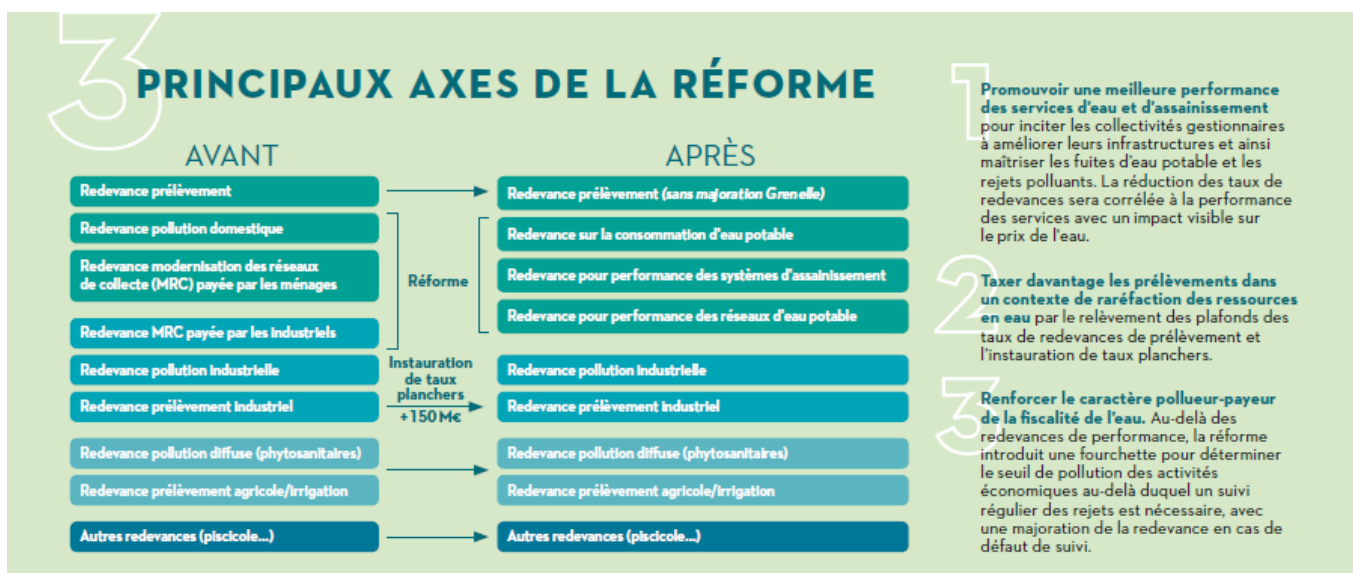 3
PRINCIPAUX AXES DE LA RÉFORME
AVANT
Redevance prélèvement
Redevance pollution domestique
Redevance modernisation des réseaux
de collecte (MRC) payée par les ménages
Redevance MRC payée par les industriels
Redevance pollution industrielle
Redevance prélèvement industriel
Redevance pollution diffuse (phytosanitaires)
Redevance prélèvement agricole/irrigation
Autres redevances (piscicole...)
Réforme
Instauration
de taux
planchers
+150 M€
APRÈS
Redevance prélèvement (sans majoration Grenelle)
Redevance sur la consommation d'eau potable
Redevance pour performance des systèmes d'assainissement
Redevance pour performance des réseaux d'eau potable
Redevance pollution industrielle
Redevance prélèvement industriel
Redevance pollution diffuse (phytosanitaires)
Redevance prélèvement agricole/irrigation
Autres redevances (piscicole...)
1
Promouvoir une meilleure performance
des services d'eau et d'assainissement
pour inciter les collectivités gestionnaires
à améliorer leurs infrastructures et ainsi
maîtriser les fuites d'eau potable et les
rejets polluants. La réduction des taux de
redevances sera corrélée à la performance
des services avec un impact visible sur
le prix de l'eau.
2
Taxer davantage les prélèvements dans
un contexte de raréfaction des ressources
en eau par le relèvement des plafonds des
taux de redevances de prélèvement et
l'instauration de taux planchers.
3
Renforcer le caractère pollueur-payeur
de la fiscalité de l'eau. Au-delà des
redevances de performance, la réforme
introduit une fourchette pour déterminer
le seuil de pollution des activités
économiques au-delà duquel un suivi
régulier des rejets est nécessaire, avec
une majoration de la redevance en cas de
défaut de suivi.